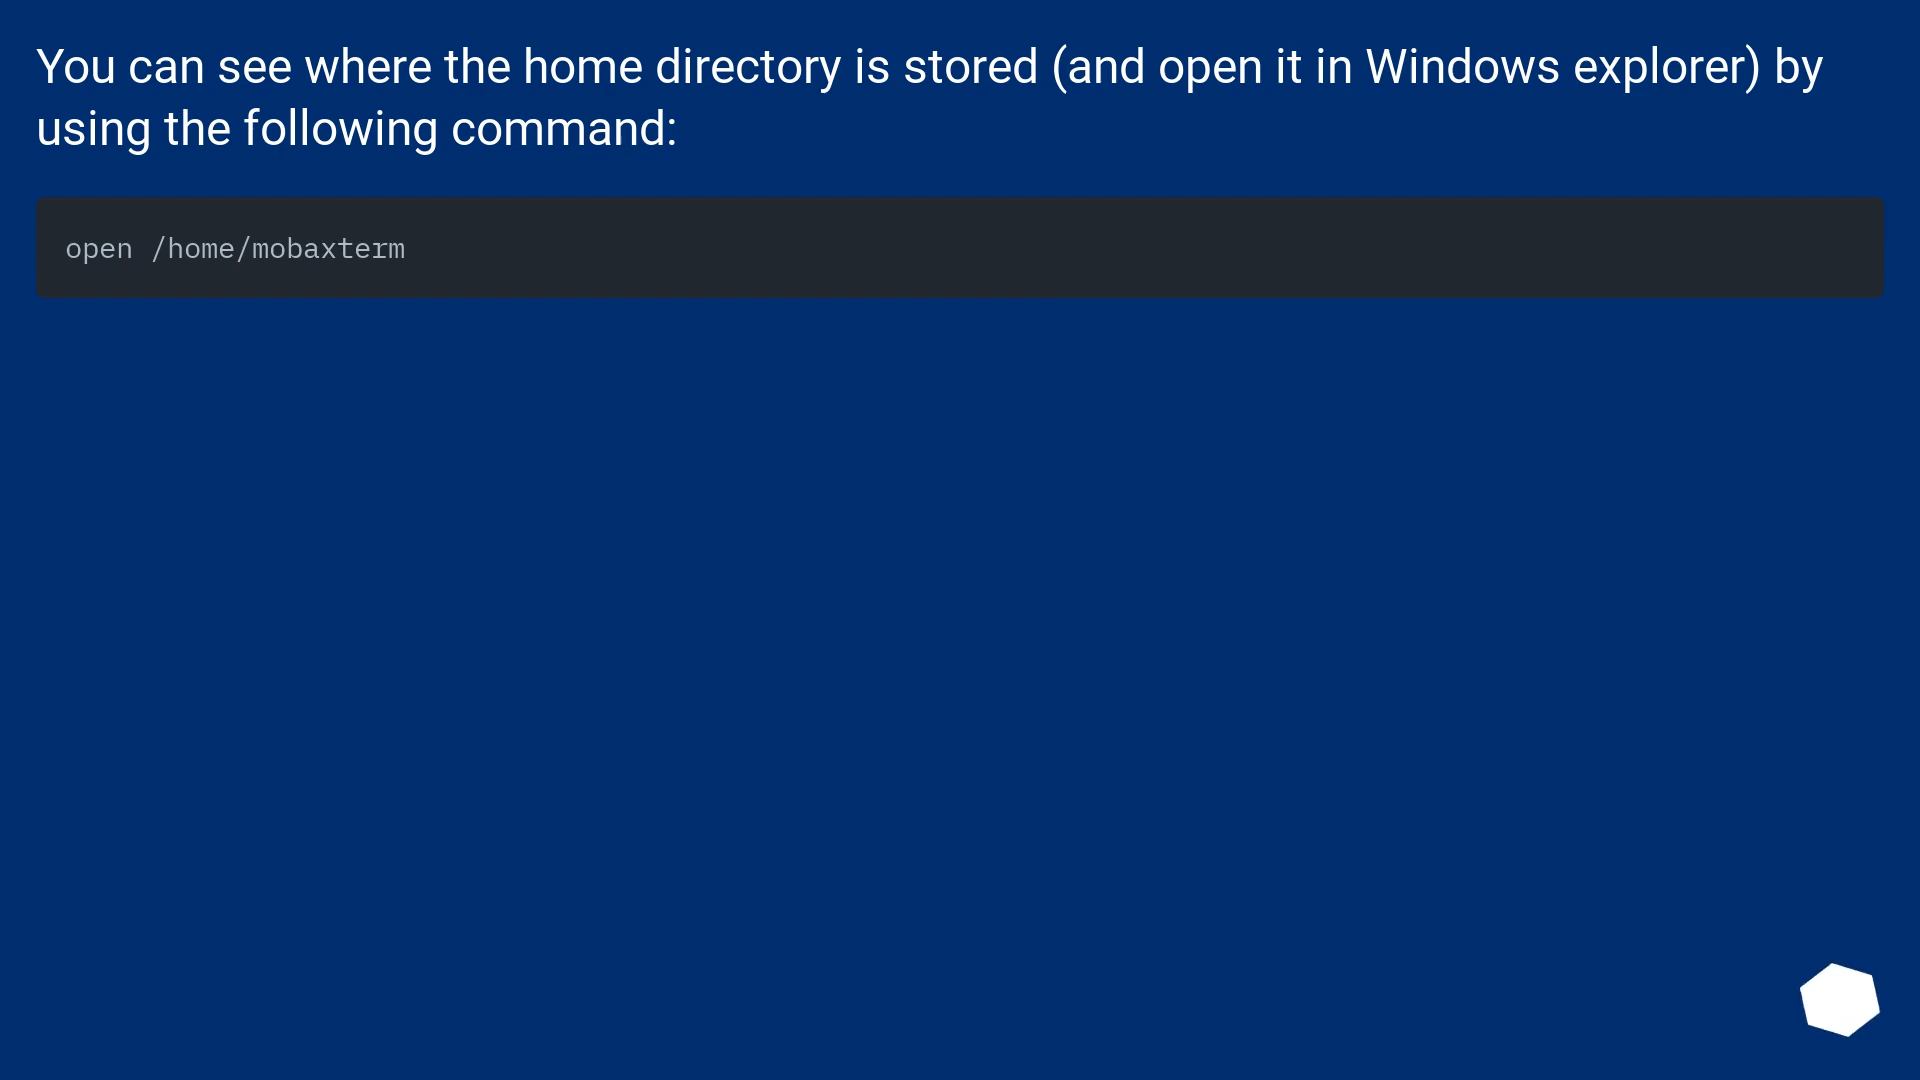 You can see where the home directory is stored (and open it in Windows explorer) by
using the following command:
open /home/mobaxterm